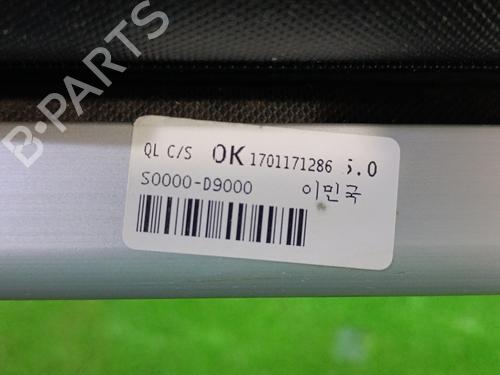 B-PARTS
QL C/S OK 1701171286 5.0
S0000-D9000 이민국